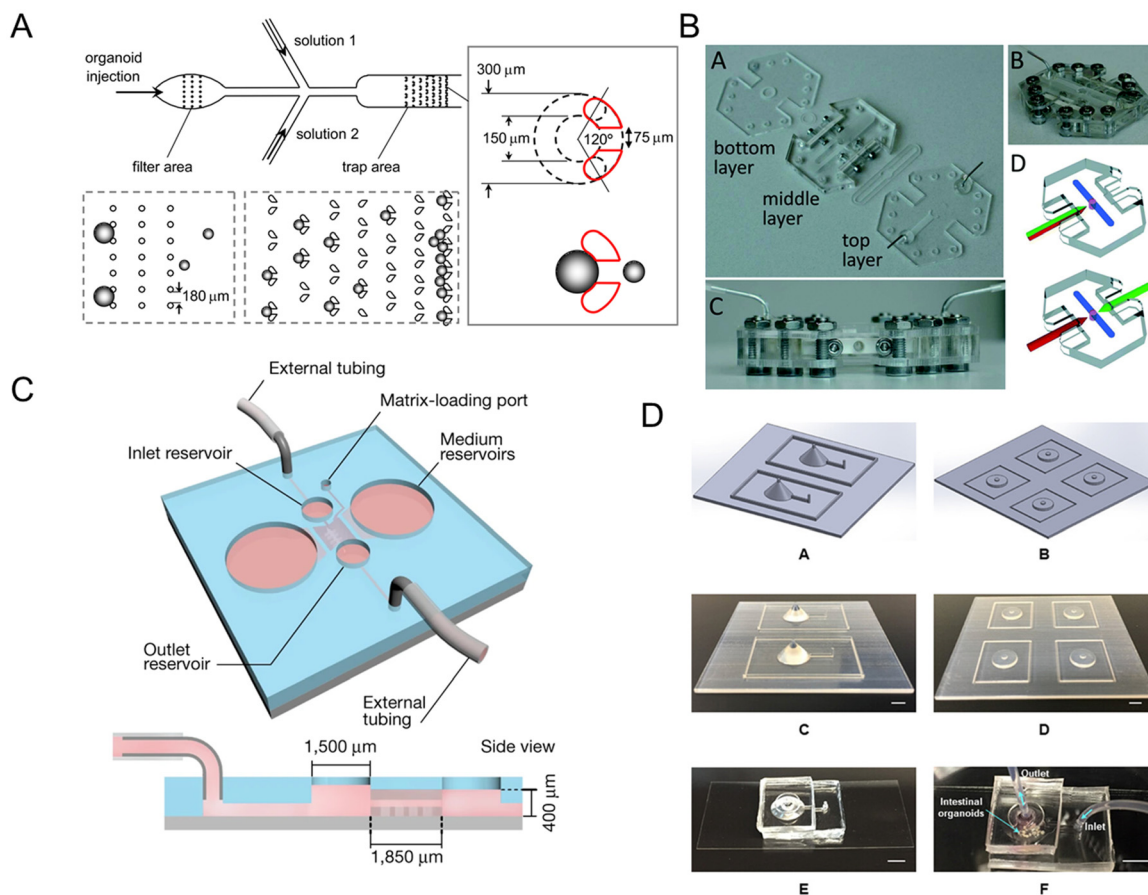 A
organoid
injection
solution 1
solution 2
filter area
trap area
300 μm
150 μm
120°
75 μm
180 μm
B
A
bottom
layer
middle
layer
top
layer
B
C
D
C
External tubing
Matrix-loading port
Inlet reservoir
Medium
reservoirs
Outlet
reservoir
External
tubing
1,500 μm
Side view
400 μm
1,850 μm
D
A
B
C
D
Outlet
Intestinal
organoids
Inlet
E
F